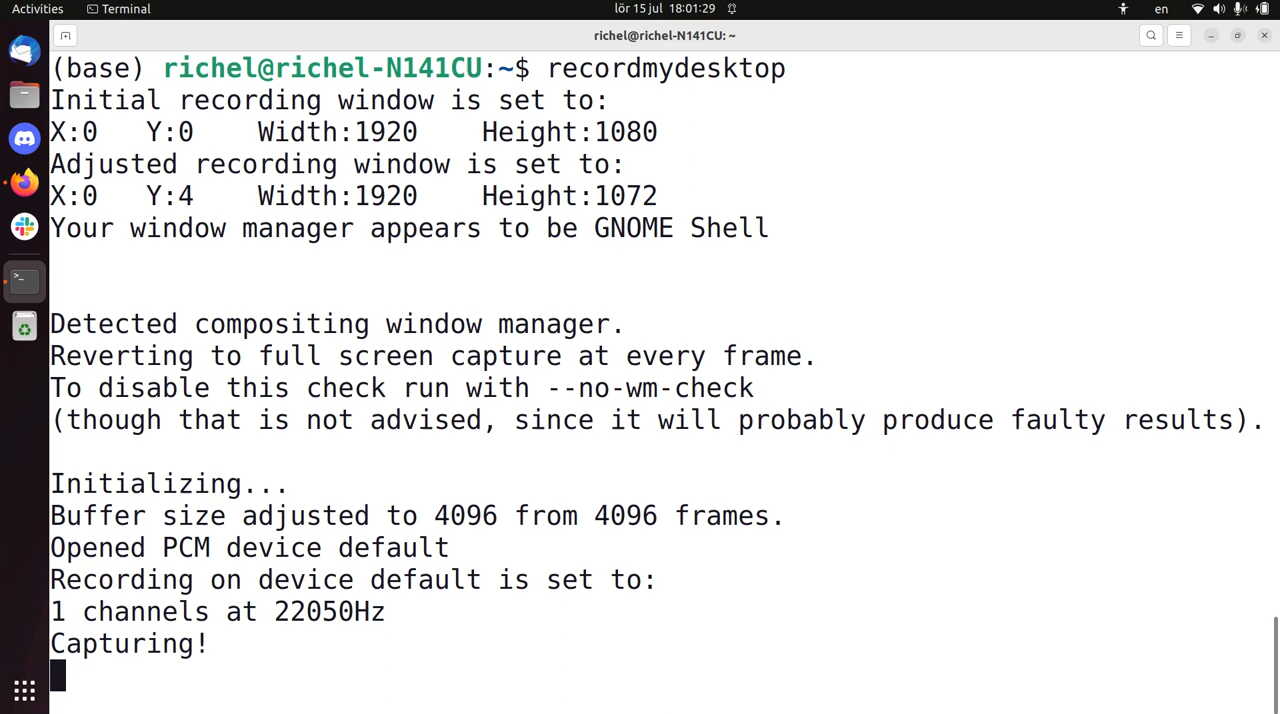 Activities
Terminal
lör 15 jul 18:01:29
en
richel@richel-N141CU: ~
(base) richel@richel-N141CU:~$ recordmydesktop
Initial recording window is set to:
X:0   Y:0    Width:1920    Height:1080
Adjusted recording window is set to:
X:0   Y:4    Width:1920    Height:1072
Your window manager appears to be GNOME Shell
Detected compositing window manager.
Reverting to full screen capture at every frame.
To disable this check run with --no-wm-check
(though that is not advised, since it will probably produce faulty results).
Initializing...
Buffer size adjusted to 4096 from 4096 frames.
Opened PCM device default
Recording on device default is set to:
1 channels at 22050Hz
Capturing!